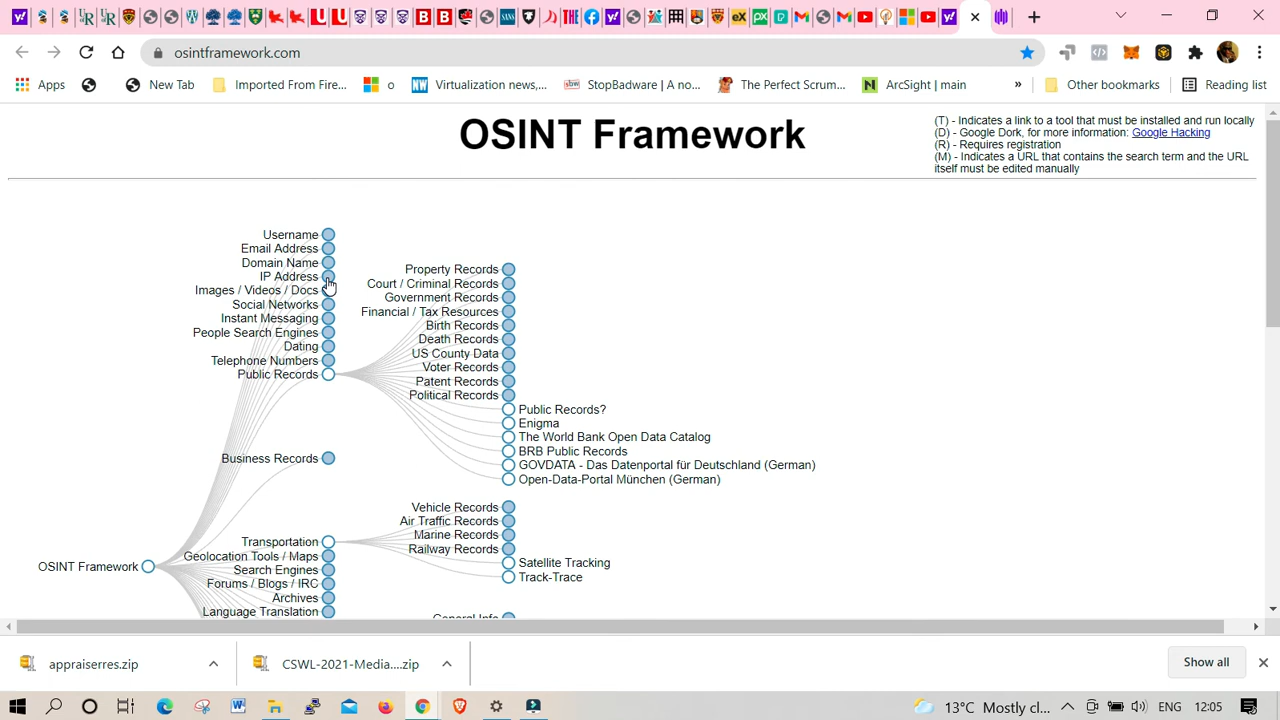 osintframework.com
Apps
New Tab
Imported From Fire...
o
Virtualization news,...
StopBadware | A no...
The Perfect Scrum...
ArcSight | main
»
Other bookmarks
Reading list
OSINT Framework
(T) - Indicates a link to a tool that must be installed and run locally
(D) - Google Dork, for more information: Google Hacking
(R) - Requires registration
(M) - Indicates a URL that contains the search term and the URL
itself must be edited manually
Username
Email Address
Domain Name
IP Address
Images / Videos / Docs
Social Networks
Instant Messaging
People Search Engines
Dating
Telephone Numbers
Public Records
Property Records
Court / Criminal Records
Government Records
Financial / Tax Resources
Birth Records
Death Records
US County Data
Voter Records
Patent Records
Political Records
Public Records?
Enigma
The World Bank Open Data Catalog
BRB Public Records
GOVDATA - Das Datenportal für Deutschland (German)
Open-Data-Portal München (German)
Business Records
Transportation
Vehicle Records
Air Traffic Records
Marine Records
Railway Records
Satellite Tracking
Track-Trace
OSINT Framework
Geolocation Tools / Maps
Search Engines
Forums / Blogs / IRC
Archives
Language Translation
General Info
appraiserres.zip
CSWL-2021-Media....zip
Show all
13°C Mostly cl...
ENG
12:05